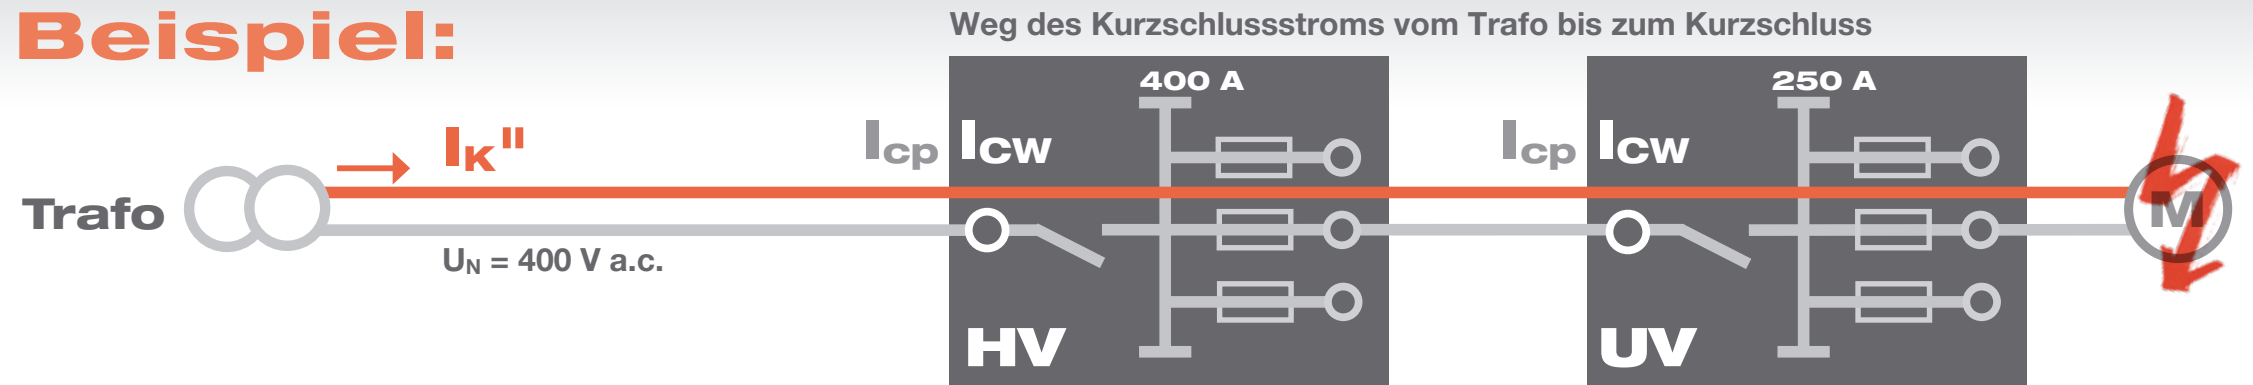 Beispiel:
Weg des Kurzschlussstroms vom Trafo bis zum Kurzschluss
400 A
250 A
IK"
Icp
Icw
Icp
Icw
M
Trafo
UN = 400 V a.c.
HV
UV